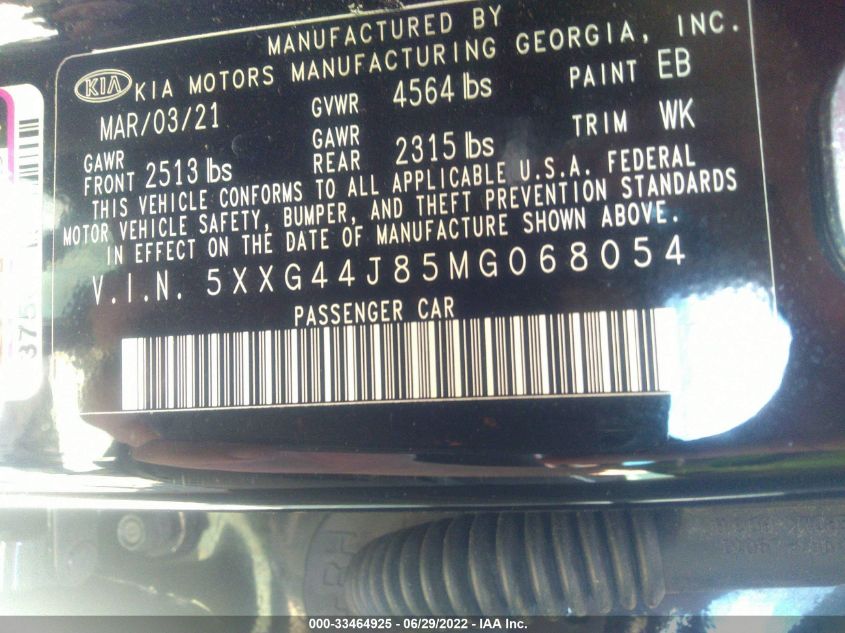 MANUFACTURED BY
KIA KIA MOTORS MANUFACTURING GEORGIA, INC.
MAR/03/21 GVWR 4564 lbs PAINT EB
GAWR FRONT 2513 lbs GAWR REAR 2315 lbs TRIM WK
THIS VEHICLE CONFORMS TO ALL APPLICABLE U.S.A. FEDERAL
MOTOR VEHICLE SAFETY, BUMPER, AND THEFT PREVENTION STANDARDS
IN EFFECT ON THE DATE OF MANUFACTURE SHOWN ABOVE.
V.I.N. 5XXG44J85MG068054
PASSENGER CAR
RH
000-33464925 - 06/29/2022 - IAA Inc.